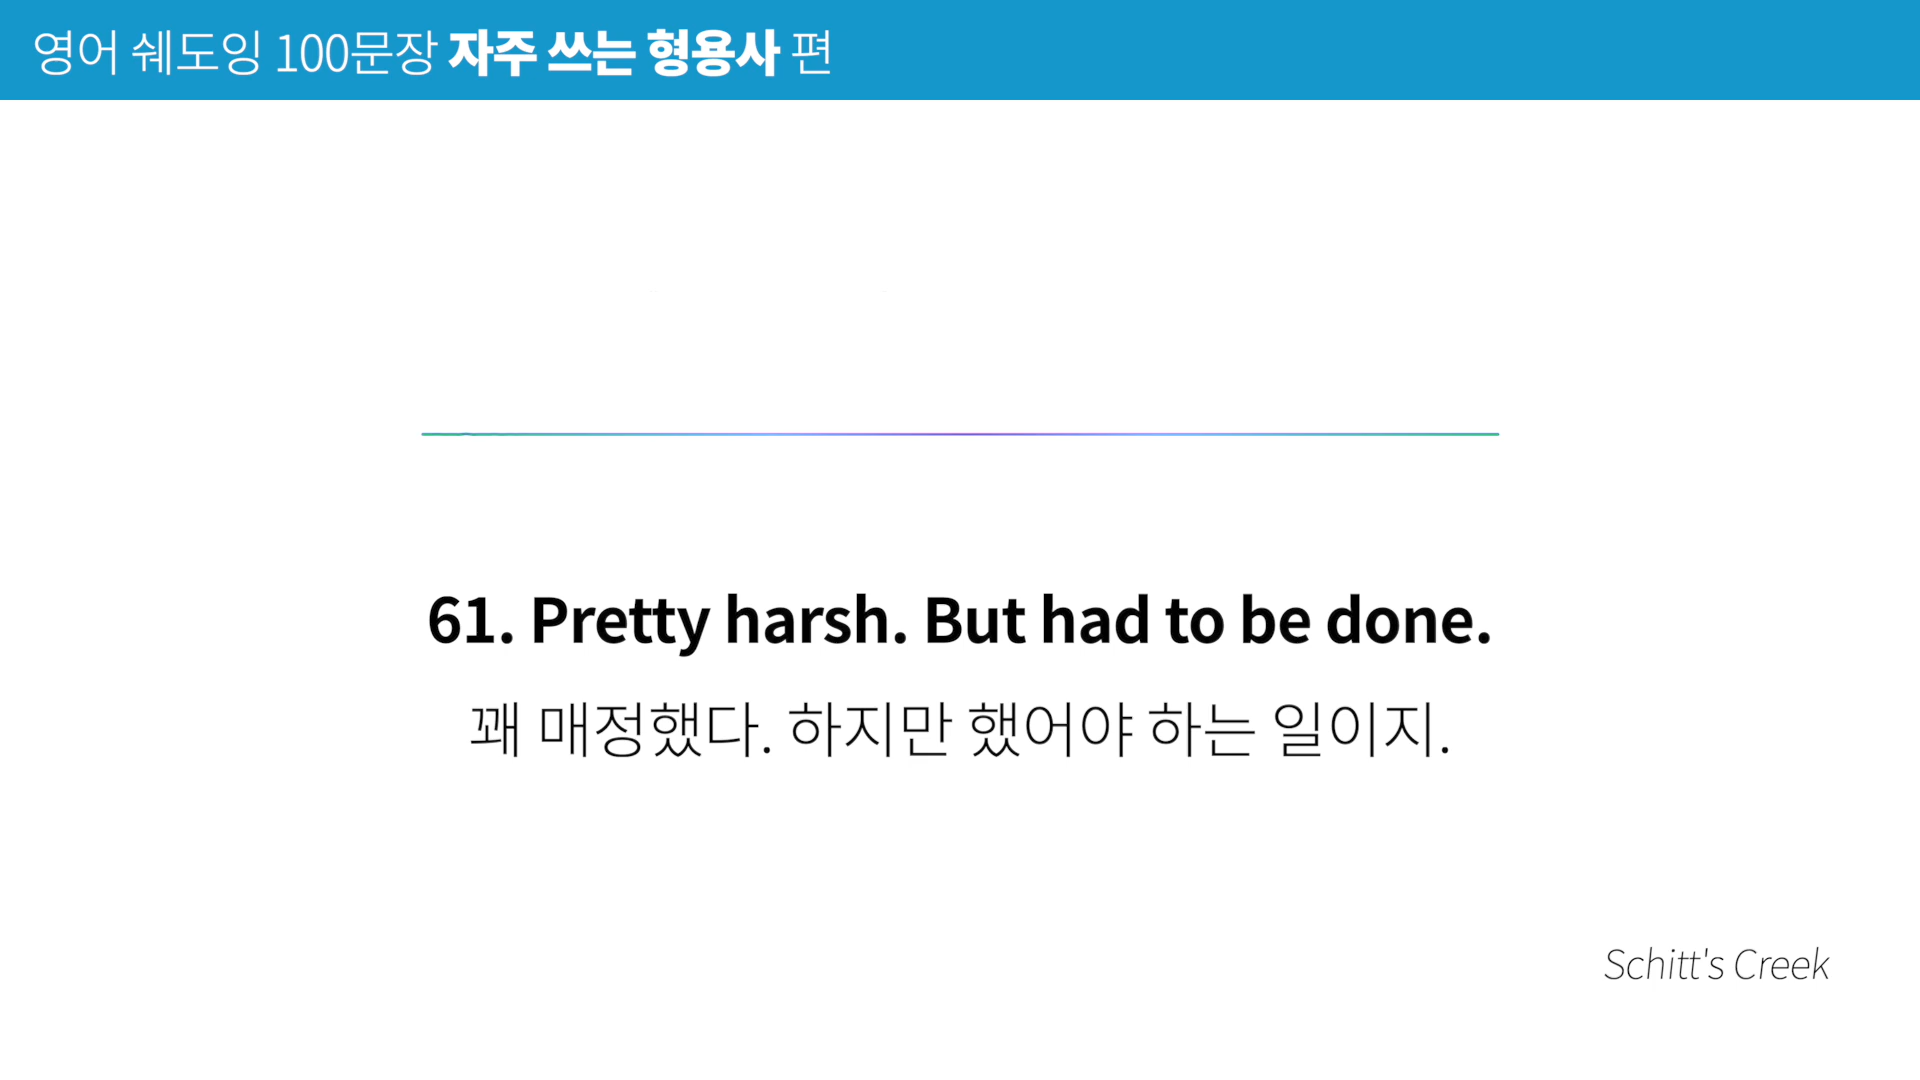 영어 쉐도잉 100문장 자주 쓰는 형용사 편
61. Pretty harsh. But had to be done.
꽤 매정했다. 하지만 했어야 하는 일이지.
Schitt's Creek